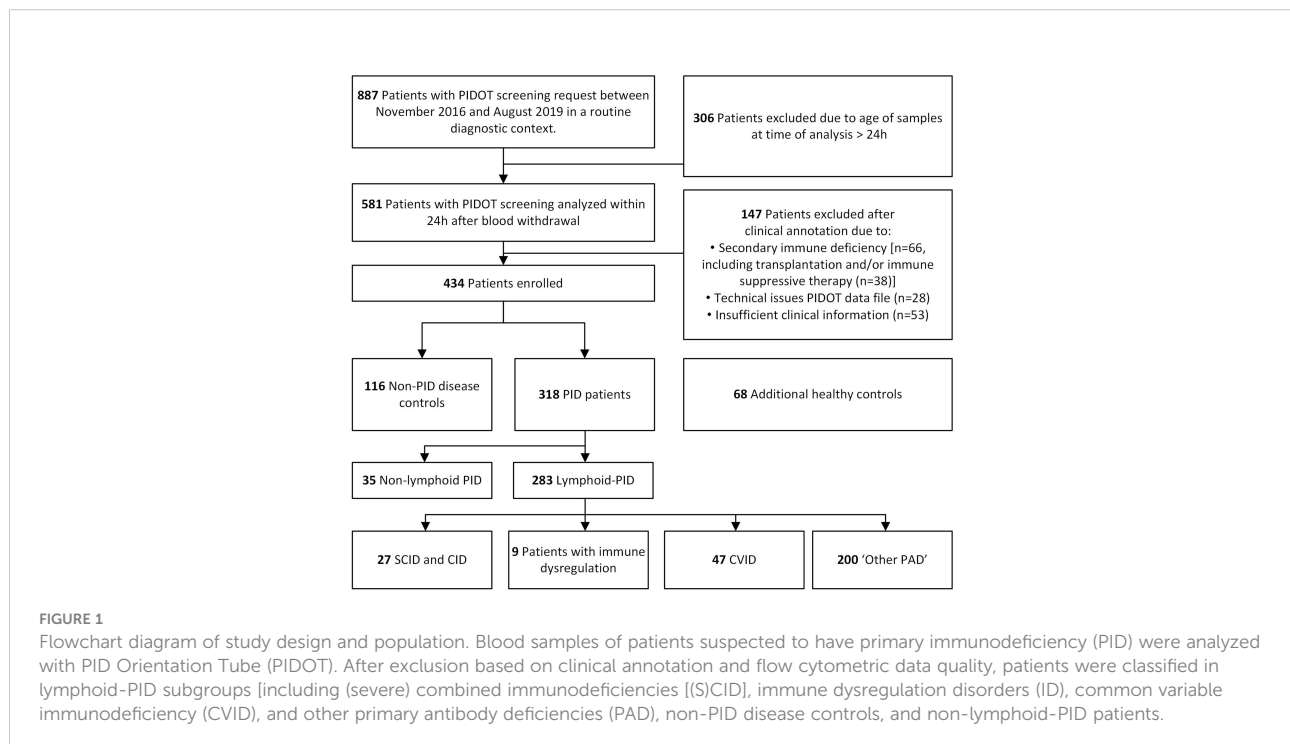 887 Patients with PIDOT screening request between
November 2016 and August 2019 in a routine
diagnostic context.
306 Patients excluded due to age of samples
at time of analysis > 24h
581 Patients with PIDOT screening analyzed within
24h after blood withdrawal
147 Patients excluded after
clinical annotation due to:
• Secondary immune deficiency [n=66,
including transplantation and/or immune
suppressive therapy (n=38)]
• Technical issues PIDOT data file (n=28)
• Insufficient clinical information (n=53)
434 Patients enrolled
116 Non-PID disease
controls
318 PID patients
68 Additional healthy controls
35 Non-lymphoid PID
283 Lymphoid-PID
27 SCID and CID
9 Patients with immune
dysregulation
47 CVID
200 ‘Other PAD’
FIGURE 1
Flowchart diagram of study design and population. Blood samples of patients suspected to have primary immunodeficiency (PID) were analyzed
with PID Orientation Tube (PIDOT). After exclusion based on clinical annotation and flow cytometric data quality, patients were classified in
lymphoid-PID subgroups [including (severe) combined immunodeficiencies [(S)CID], immune dysregulation disorders (ID), common variable
immunodeficiency (CVID), and other primary antibody deficiencies (PAD), non-PID disease controls, and non-lymphoid-PID patients.